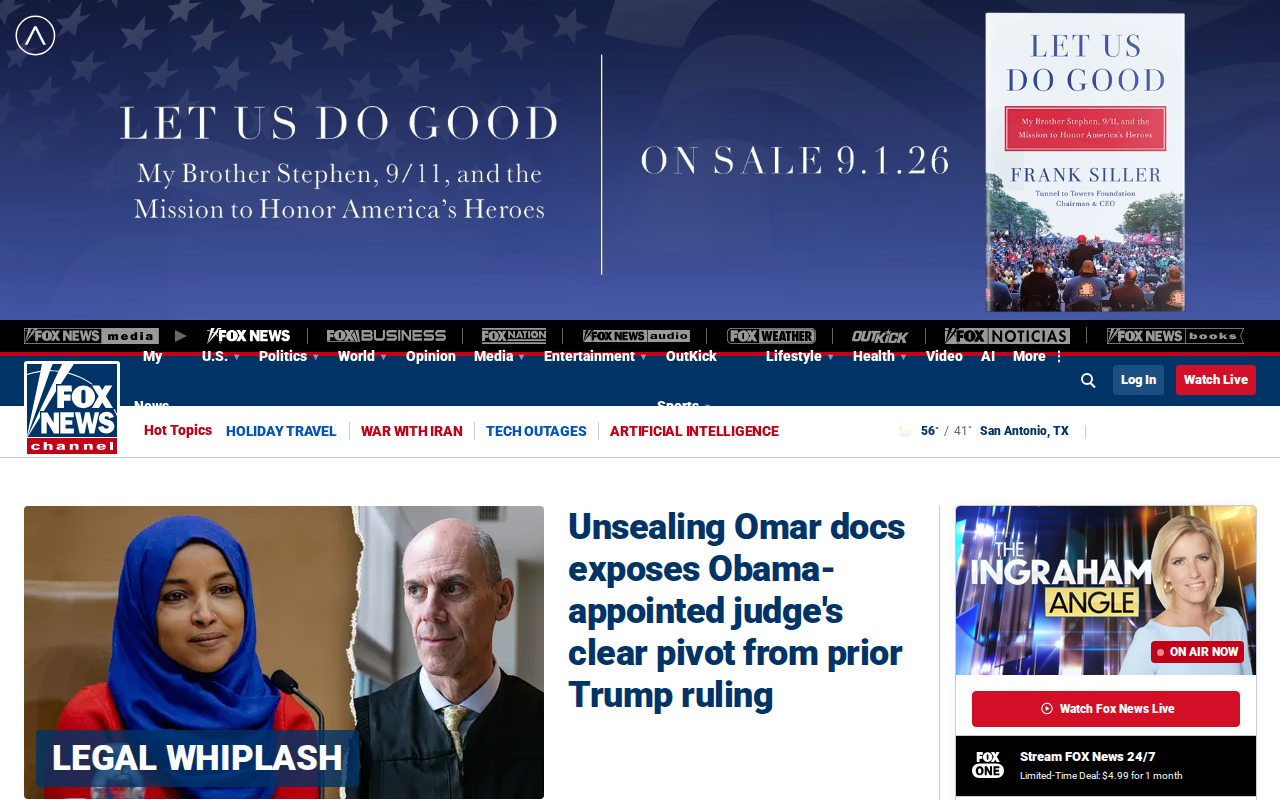 LET US DO GOOD
My Brother Stephen, 9/11, and the
Mission to Honor America's Heroes
ON SALE 9.1.26
LET US
DO GOOD
My Brother Stephen, 9/11, and the
Mission to Honor America's Heroes
FRANK SILLER
Tunnel to Towers Foundation
Chairman & CEO
FOX NEWS media FOX NEWS FOX BUSINESS FOX NATION FOX NEWS audio FOX WEATHER OUTKICK FOX NOTICIAS FOX NEWS books
My News U.S. Politics World Opinion Media Entertainment OutKick Sports Lifestyle Health Video AI More
Log In Watch Live
FOX
NEWS
channel
Hot Topics HOLIDAY TRAVEL WAR WITH IRAN TECH OUTAGES ARTIFICIAL INTELLIGENCE 56° / 41° San Antonio, TX
LEGAL WHIPLASH
Unsealing Omar docs
exposes Obama-
appointed judge's
clear pivot from prior
Trump ruling
THE
INGRAHAM
ANGLE
ON AIR NOW
Watch Fox News Live
FOX
ONE
Stream FOX News 24/7
Limited-Time Deal: $4.99 for 1 month